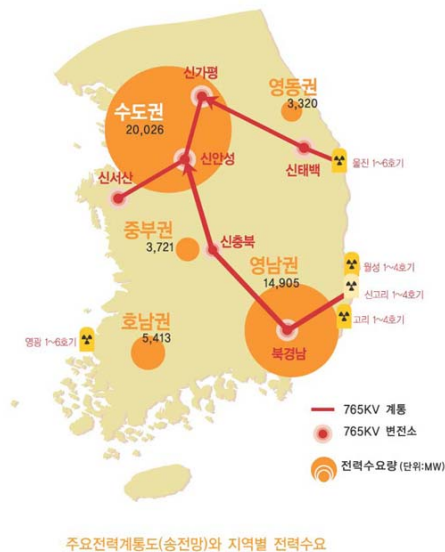 신가평
영동권
3,320
수도권
20,026
신안성
신태백
울진 1~6호기
신서산
중부권
3,721
신충북
영남권
14,905
월성 1~4호기
신고리 1~4호기
고리 1~4호기
호남권
5,413
영광 1~6호기
북경남
765KV 계통
765KV 변전소
전력수요량 (단위:MW)
주요전력계통도(송전망)와 지역별 전력수요